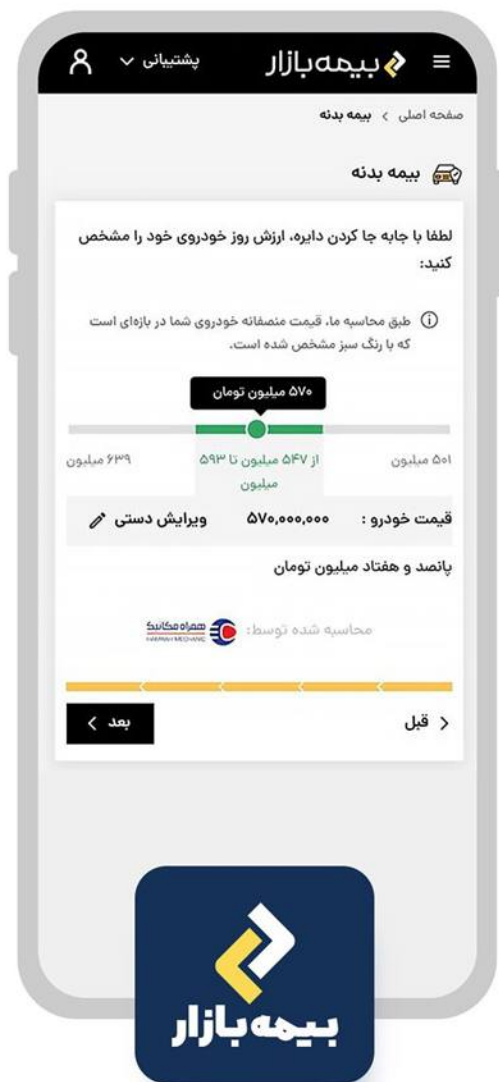 بیمه‌بازار
پشتیبانی
صفحه اصلی > بیمه بدنه
بیمه بدنه
لطفا با جابه جا کردن دایره، ارزش روز خودروی خود را مشخص
کنید:
طبق محاسبه ما، قیمت منصفانه خودروی شما در بازه‌ای است
که با رنگ سبز مشخص شده است.
۵۷۰ میلیون تومان
۵۰۱ میلیون
از ۵۴۷ میلیون تا ۵۹۳
میلیون
۶۳۹ میلیون
قیمت خودرو : ۵۷۰,۰۰۰,۰۰۰ ویرایش دستی
پانصد و هفتاد میلیون تومان
محاسبه شده توسط: همراه مکانیک
HAMRAH MECHANIC
قبل
بعد
بیمه‌بازار